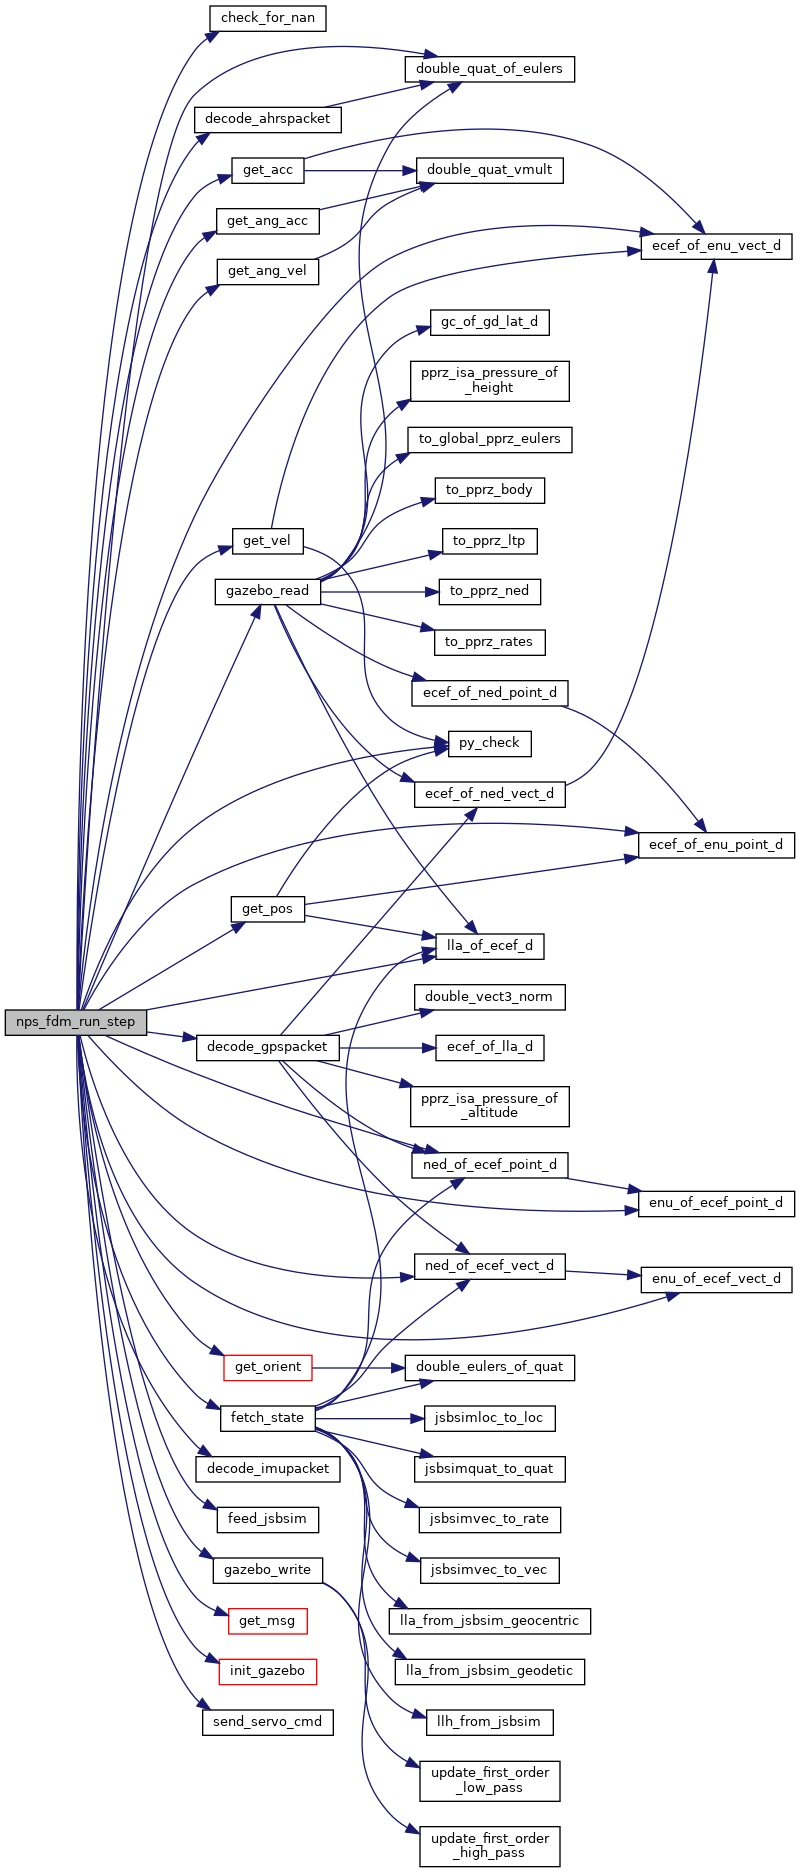 check_for_nan
double_quat_of_eulers
decode_ahrspacket
get_acc
double_quat_vmult
get_ang_acc
ecef_of_enu_vect_d
get_ang_vel
gc_of_gd_lat_d
pprz_isa_pressure_of
_height
to_global_pprz_eulers
to_pprz_body
get_vel
to_pprz_ltp
gazebo_read
to_pprz_ned
to_pprz_rates
ecef_of_ned_point_d
py_check
ecef_of_ned_vect_d
ecef_of_enu_point_d
get_pos
lla_of_ecef_d
double_vect3_norm
nps_fdm_run_step
decode_gpspacket
ecef_of_lla_d
pprz_isa_pressure_of
_altitude
ned_of_ecef_point_d
enu_of_ecef_point_d
ned_of_ecef_vect_d
enu_of_ecef_vect_d
get_orient
double_eulers_of_quat
fetch_state
jsbsimloc_to_loc
decode_imupacket
jsbsimquat_to_quat
feed_jsbsim
jsbsimvec_to_rate
gazebo_write
jsbsimvec_to_vec
get_msg
lla_from_jsbsim_geocentric
init_gazebo
lla_from_jsbsim_geodetic
send_servo_cmd
llh_from_jsbsim
update_first_order
_low_pass
update_first_order
_high_pass